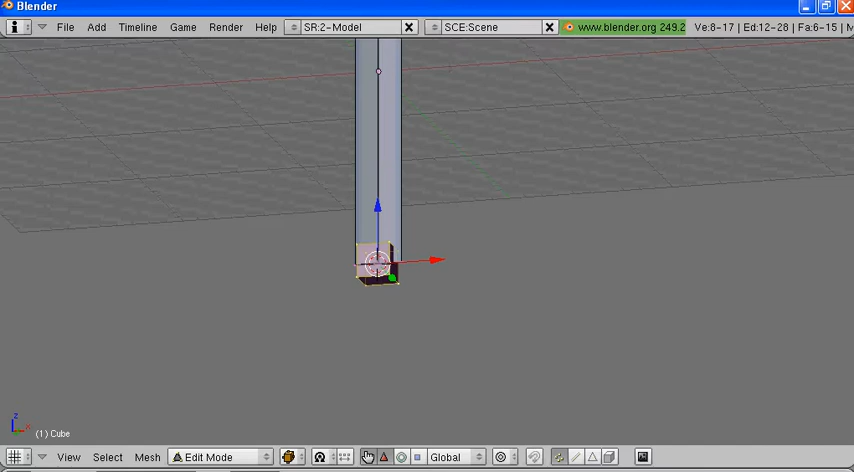 Blender
File Add Timeline Game Render Help SR:2-Model SCE:Scene www.blender.org 249.2 Ve:8-17 | Ed:12-28 | Fa:6-15 | M
z
x
(1) Cube
View Select Mesh Edit Mode Global